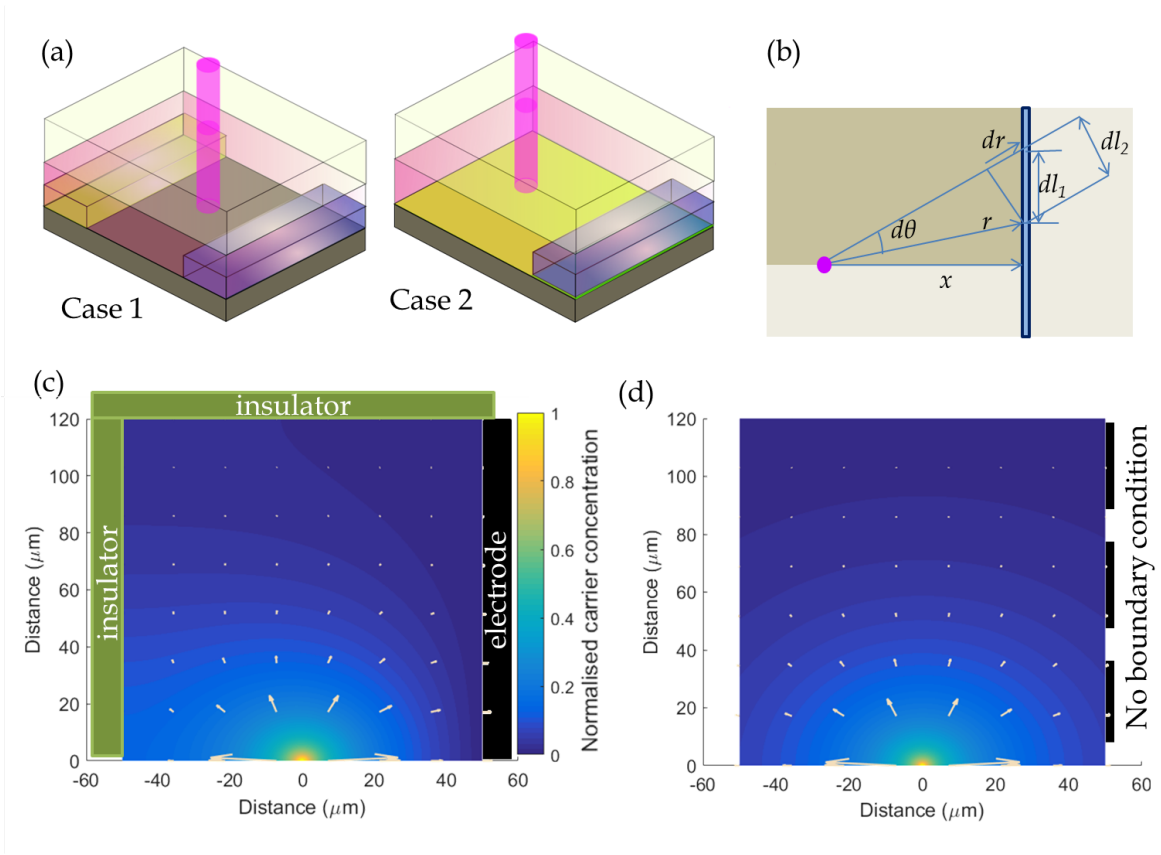 (a)
Case 1
Case 2
(b)
dr
dl2
dl1
dθ
r
x
(c)
insulator
insulator
electrode
120
100
80
60
40
20
0
-60 -40 -20 0 20 40 60
Distance (μm)
Distance (μm)
1
0.8
0.6
0.4
0.2
0
Normalised carrier concentration
(d)
120
100
80
60
40
20
0
-60 -40 -20 0 20 40 60
Distance (μm)
Distance (μm)
No boundary condition